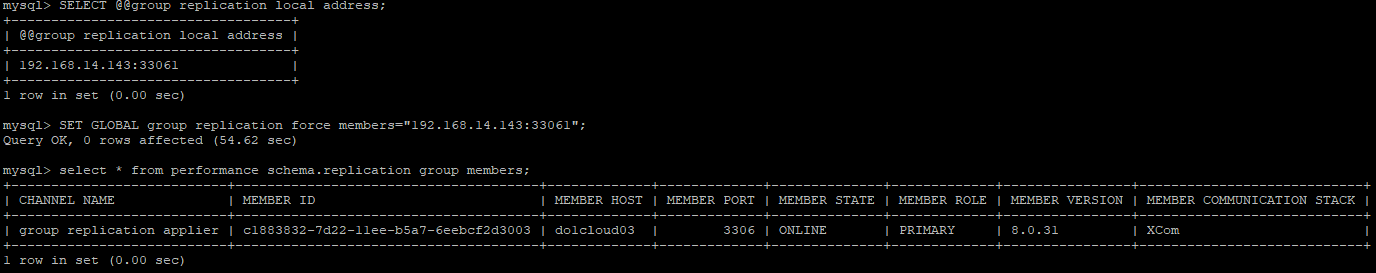 mysql> SELECT @@group replication local address;
+----------------------------------+
| @@group replication local address |
+----------------------------------+
| 192.168.14.143:33061 |
+----------------------------------+
1 row in set (0.00 sec)
mysql> SET GLOBAL group replication force members="192.168.14.143:33061";
Query OK, 0 rows affected (54.62 sec)
mysql> select * from performance schema.replication group members;
+---------------------------+--------------------------------------+-------------+-------------+--------------+-------------+----------------+----------------------------+
| CHANNEL NAME | MEMBER ID | MEMBER HOST | MEMBER PORT | MEMBER STATE | MEMBER ROLE | MEMBER VERSION | MEMBER COMMUNICATION STACK |
+---------------------------+--------------------------------------+-------------+-------------+--------------+-------------+----------------+----------------------------+
| group replication applier | c1883832-7d22-11ee-b5a7-6eebcf2d3003 | dolcloud03 | 3306 | ONLINE | PRIMARY | 8.0.31 | XCom |
+---------------------------+--------------------------------------+-------------+-------------+--------------+-------------+----------------+----------------------------+
1 row in set (0.00 sec)